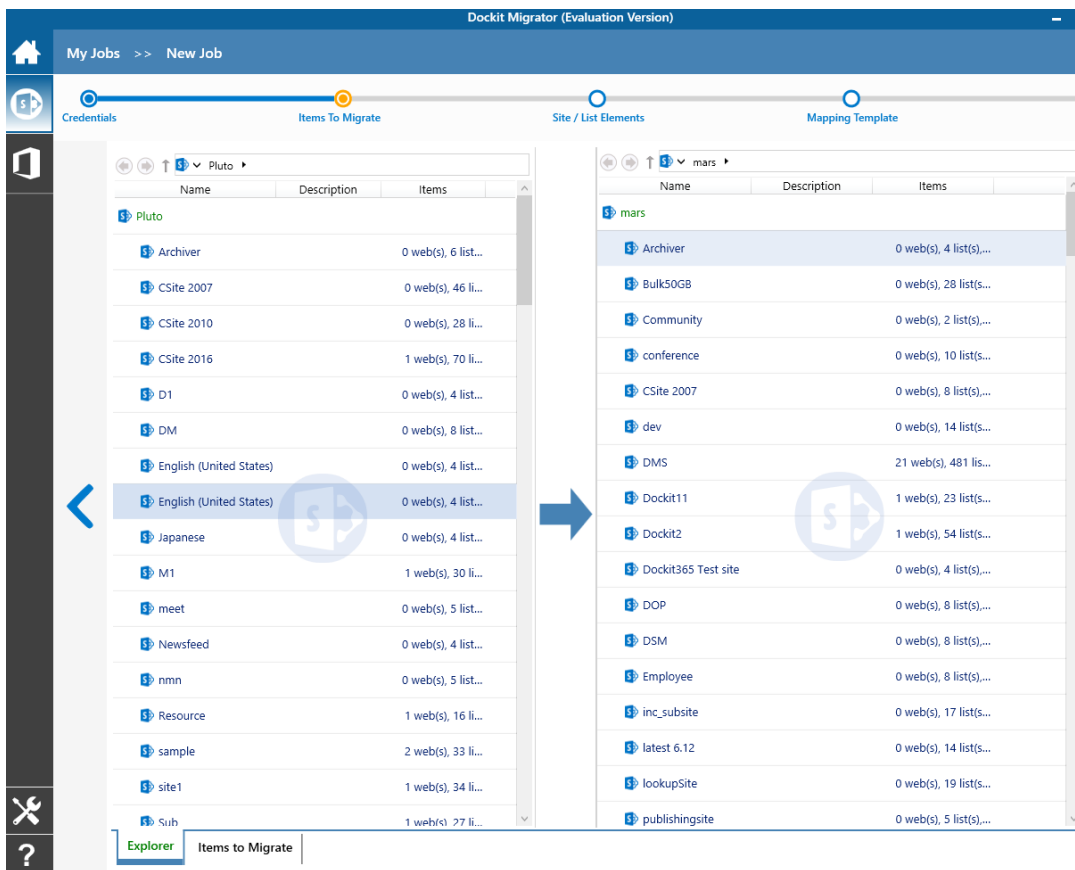 Dockit Migrator (Evaluation Version)
My Jobs >> New Job
Credentials
Items To Migrate
Site / List Elements
Mapping Template
Pluto
Name Description Items
Pluto
Archiver 0 web(s), 6 list...
CSite 2007 0 web(s), 46 li...
CSite 2010 0 web(s), 28 li...
CSite 2016 1 web(s), 70 li...
D1 0 web(s), 4 list...
DM 0 web(s), 8 list...
English (United States) 0 web(s), 4 list...
English (United States) 0 web(s), 4 list...
Japanese 0 web(s), 4 list...
M1 1 web(s), 30 li...
meet 0 web(s), 5 list...
Newsfeed 0 web(s), 4 list...
nmn 0 web(s), 5 list...
Resource 1 web(s), 16 li...
sample 2 web(s), 33 li...
site1 1 web(s), 34 li...
Sub 1 web(s), 27 li...
mars
Name Description Items
mars
Archiver 0 web(s), 4 list(s),...
Bulk50GB 0 web(s), 28 list(s...
Community 0 web(s), 2 list(s),...
conference 0 web(s), 10 list(s...
CSite 2007 0 web(s), 8 list(s),...
dev 0 web(s), 14 list(s...
DMS 21 web(s), 481 lis...
Dockit11 1 web(s), 23 list(s...
Dockit2 1 web(s), 54 list(s...
Dockit365 Test site 0 web(s), 4 list(s),...
DOP 0 web(s), 8 list(s),...
DSM 0 web(s), 8 list(s),...
Employee 0 web(s), 8 list(s),...
inc_subsite 0 web(s), 17 list(s...
latest 6.12 0 web(s), 14 list(s...
lookupSite 0 web(s), 19 list(s...
publishingsite 0 web(s), 5 list(s),...
Explorer
Items to Migrate